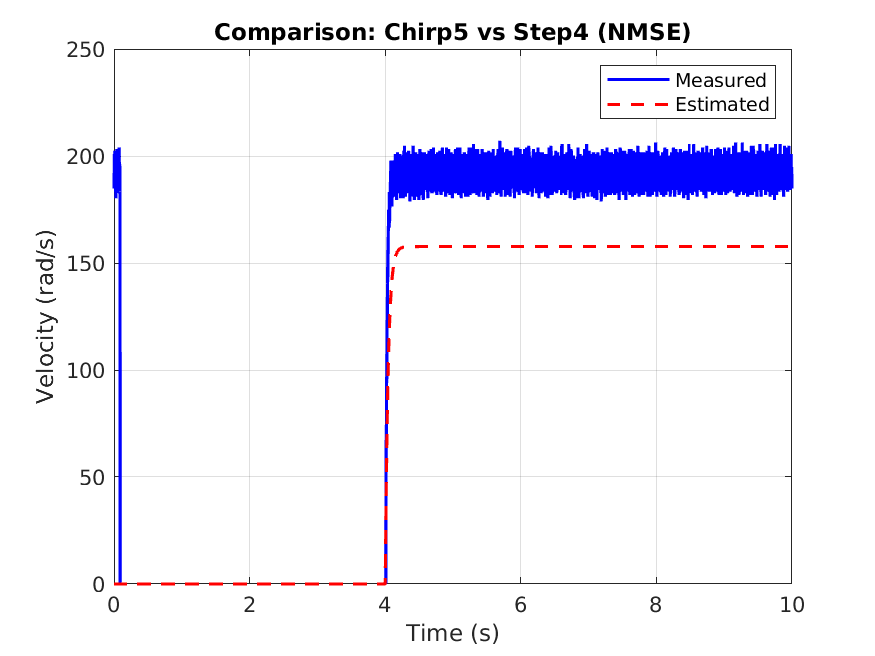 Comparison: Chirp5 vs Step4 (NMSE)
Measured
Estimated
Velocity (rad/s)
250
200
150
100
50
0
0 2 4 6 8 10
Time (s)